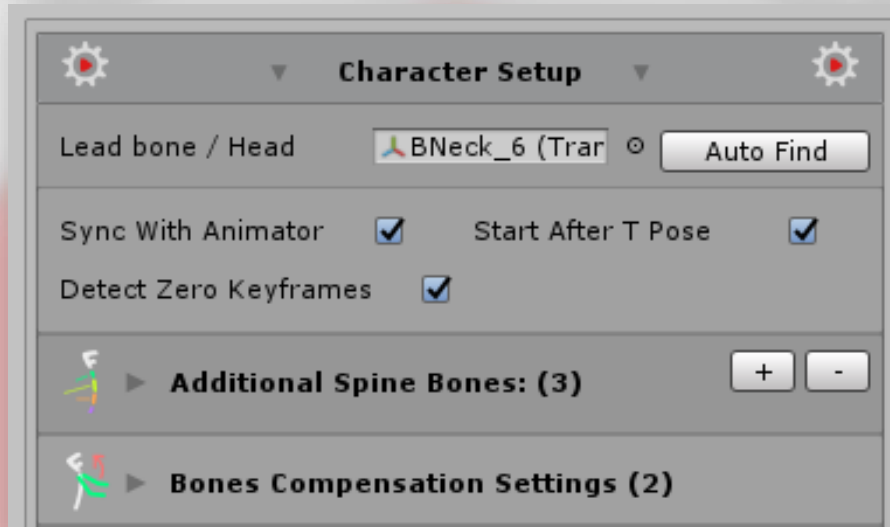 Character Setup
Lead bone / Head BNeck_6 (Tran Auto Find
Sync With Animator Start After T Pose
Detect Zero Keyframes
Additional Spine Bones: (3) + -
Bones Compensation Settings (2)